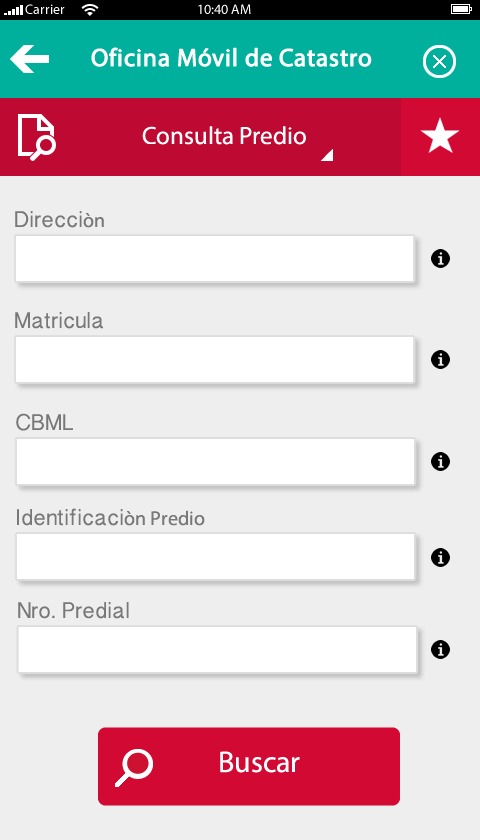 Carrier 10:40 AM
Oficina Móvil de Catastro
Consulta Predio
Direcciòn
Matricula
CBML
Identificaciòn Predio
Nro. Predial
Buscar